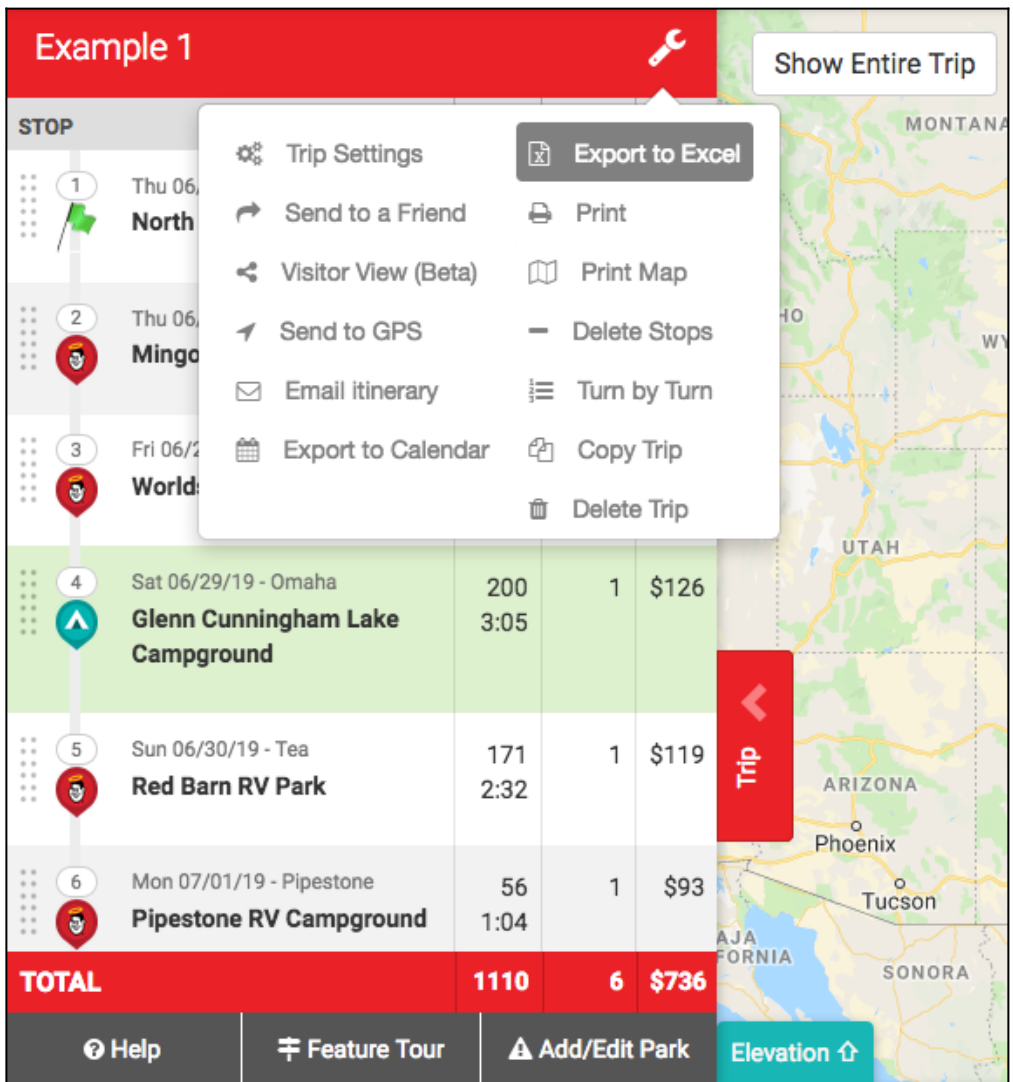 Example 1
Show Entire Trip
STOP
Trip Settings
Export to Excel
Send to a Friend
Print
Visitor View (Beta)
Print Map
Send to GPS
Delete Stops
Email itinerary
Turn by Turn
Export to Calendar
Copy Trip
Delete Trip
1
Thu 06/
North
2
Thu 06/
Mingo
3
Fri 06/2
Worlds
4
Sat 06/29/19 - Omaha
Glenn Cunningham Lake
Campground
200
3:05
1
$126
5
Sun 06/30/19 - Tea
Red Barn RV Park
171
2:32
1
$119
6
Mon 07/01/19 - Pipestone
Pipestone RV Campground
56
1:04
1
$93
TOTAL 1110 6 $736
Help
Feature Tour
Add/Edit Park
Trip
Elevation
MONTANA
HO
WY
UTAH
ARIZONA
Phoenix
Tucson
AJA
FORNIA
SONORA